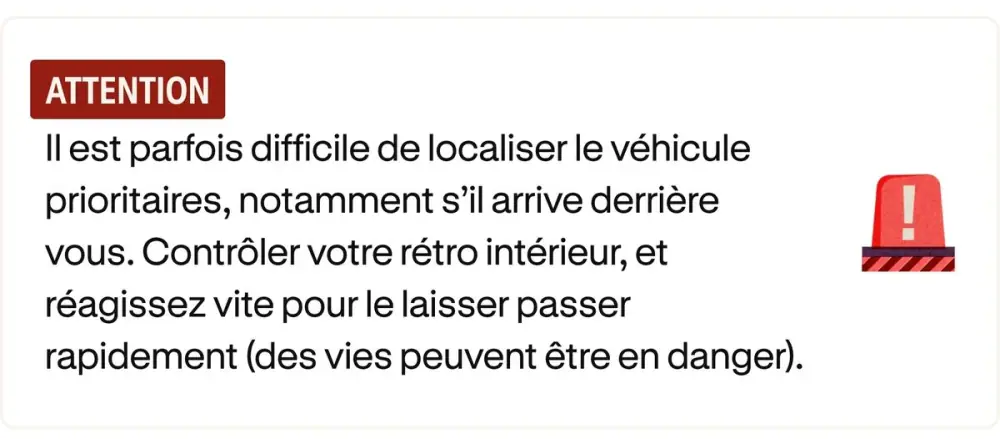 ATTENTION
Il est parfois difficile de localiser le véhicule
prioritaires, notamment s’il arrive derrière
vous. Contrôler votre rétro intérieur, et
réagissez vite pour le laisser passer
rapidement (des vies peuvent être en danger).
!